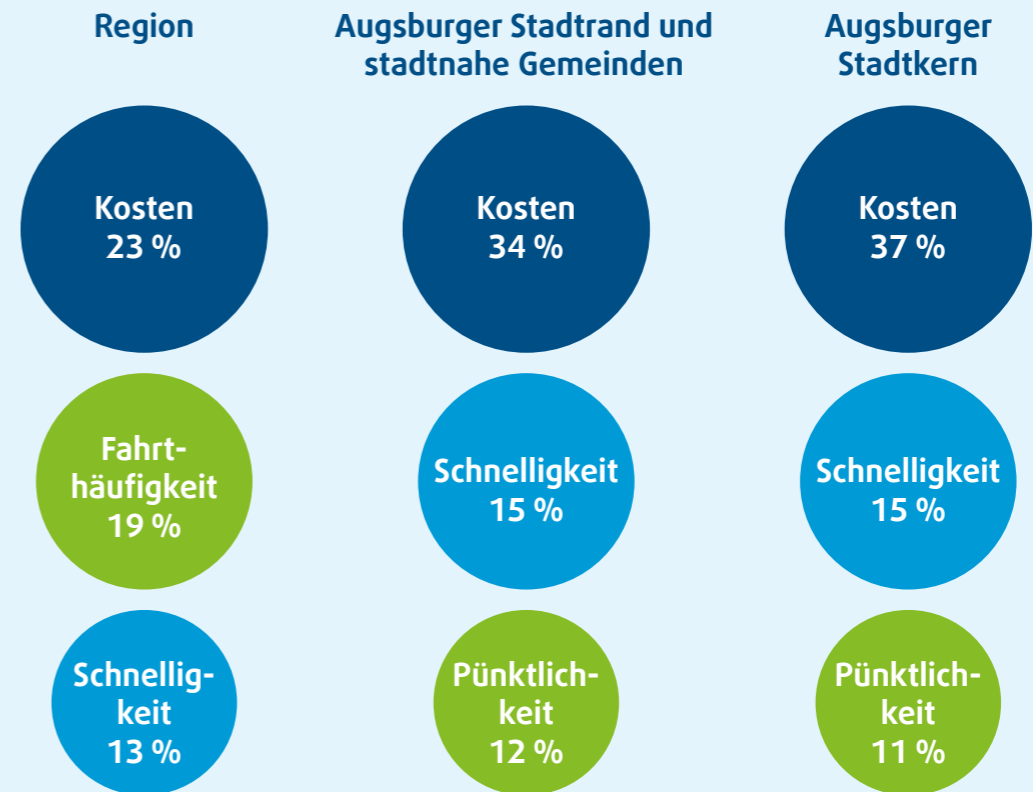 Region
Augsburger Stadtrand und
stadtnahe Gemeinden
Augsburger
Stadtkern
Kosten
23 %
Kosten
34 %
Kosten
37 %
Fahrt-
häufigkeit
19 %
Schnelligkeit
15 %
Schnelligkeit
15 %
Schnellig-
keit
13 %
Pünktlich-
keit
12 %
Pünktlich-
keit
11 %